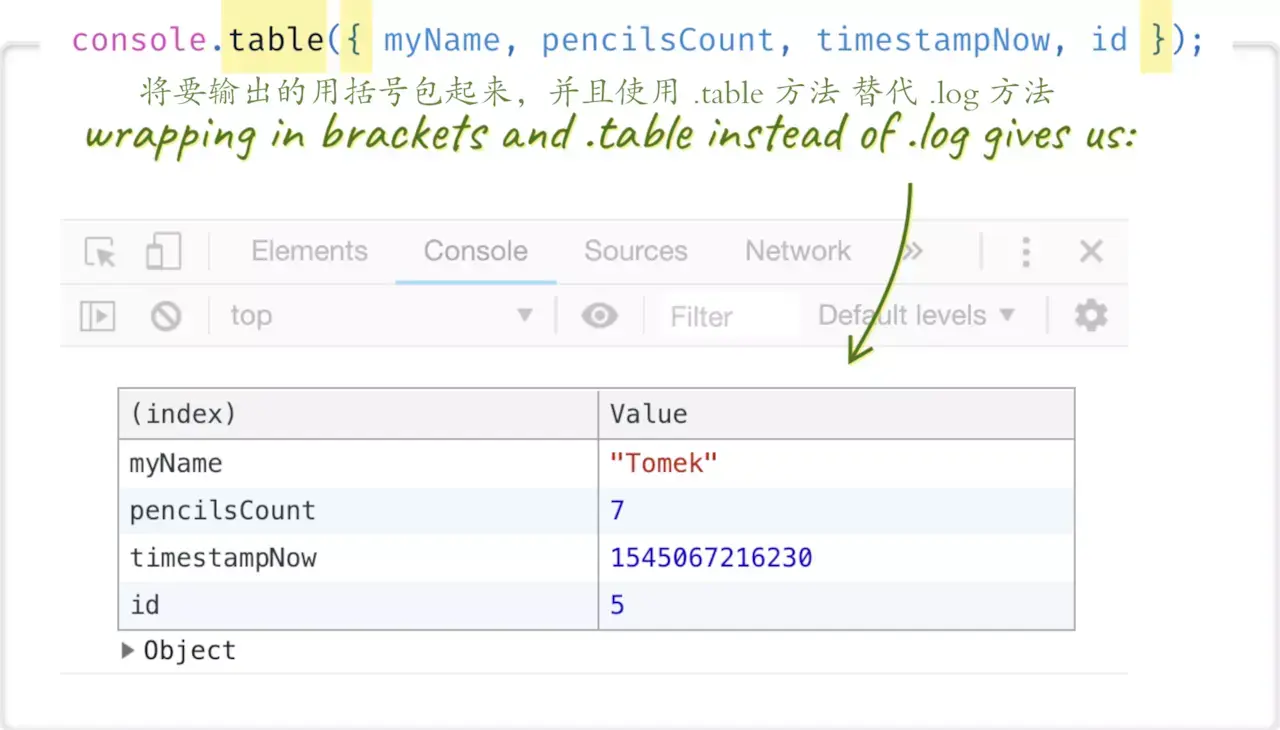 console.table({ myName, pencilsCount, timestampNow, id });
将要输出的用括号包起来，并且使用 .table 方法 替代 .log 方法
wrapping in brackets and .table instead of .log gives us:
Elements Console Sources Network »
top ▼ Filter Default levels ▼
(index) Value
myName "Tomek"
pencilsCount 7
timestampNow 1545067216230
id 5
▶ Object